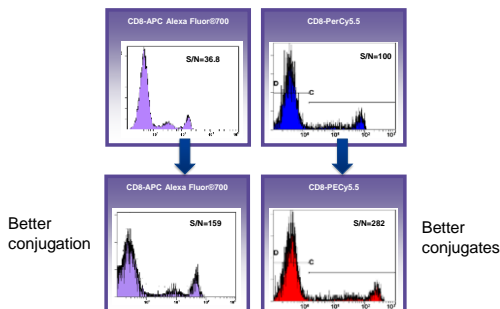 CD8-APC Alexa Fluor®700
S/N=36.8
CD8-PerCy5.5
S/N=100
D
C
Better
conjugation
CD8-APC Alexa Fluor®700
S/N=159
CD8-PECy5.5
S/N=282
D
C
Better
conjugates